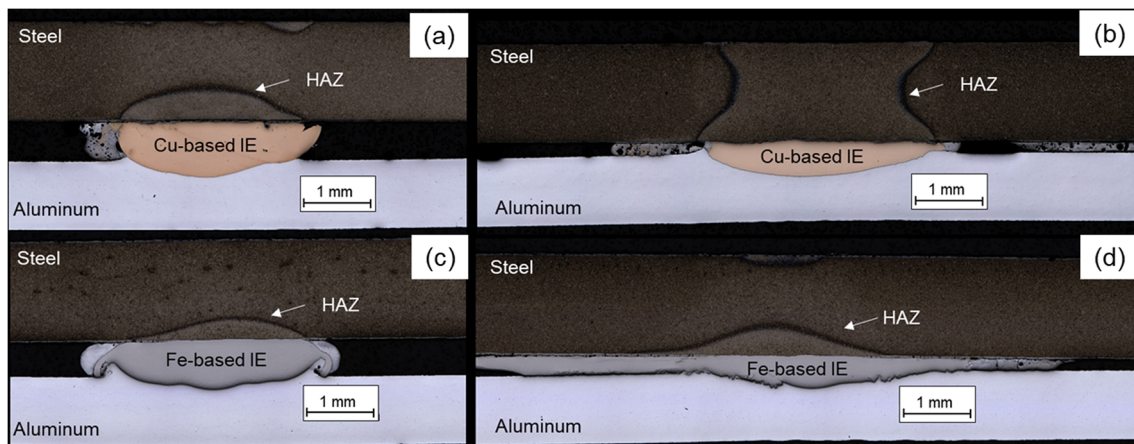 Steel
(a)
HAZ
Cu-based IE
1 mm
Aluminum
Steel
(b)
HAZ
Cu-based IE
1 mm
Aluminum
Steel
(c)
HAZ
Fe-based IE
1 mm
Aluminum
Steel
(d)
HAZ
Fe-based IE
1 mm
Aluminum